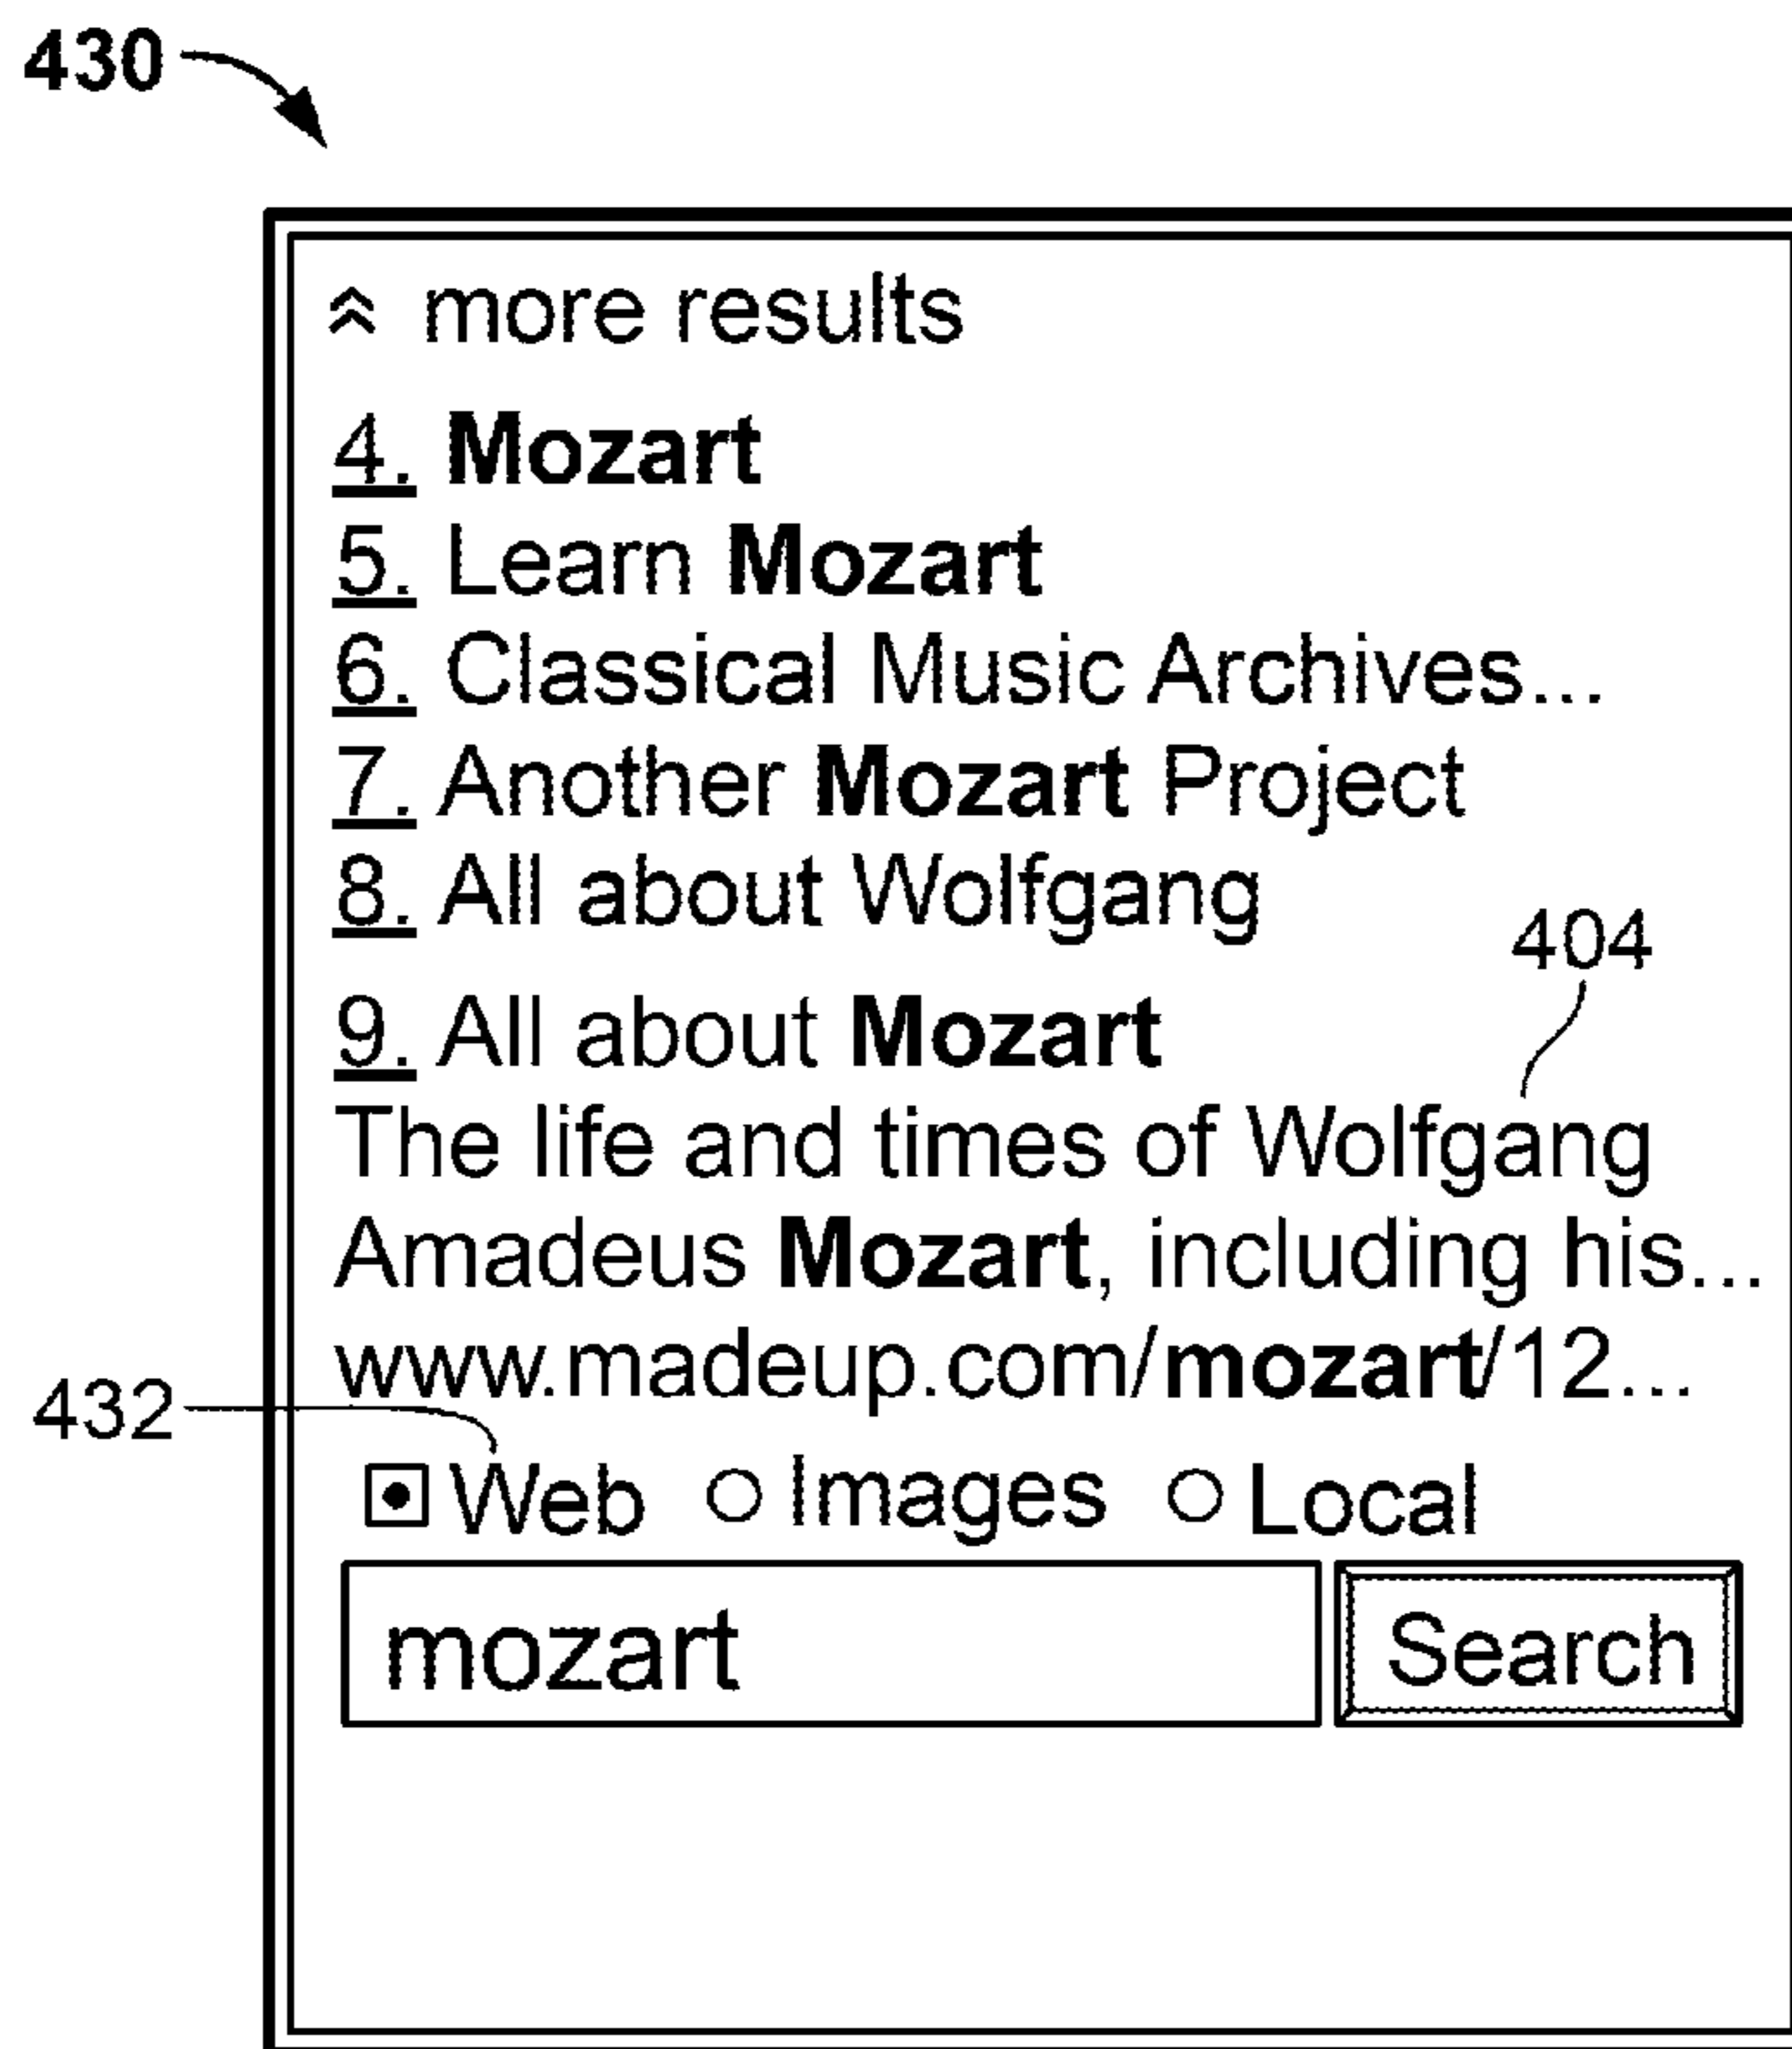 430
more results
4. Mozart
5. Learn Mozart
6. Classical Music Archives...
7. Another Mozart Project
8. All about Wolfgang
404
9. All about Mozart
The life and times of Wolfgang
Amadeus Mozart, including his...
www.madeup.com/mozart/12...
432
Web Images Local
mozart Search